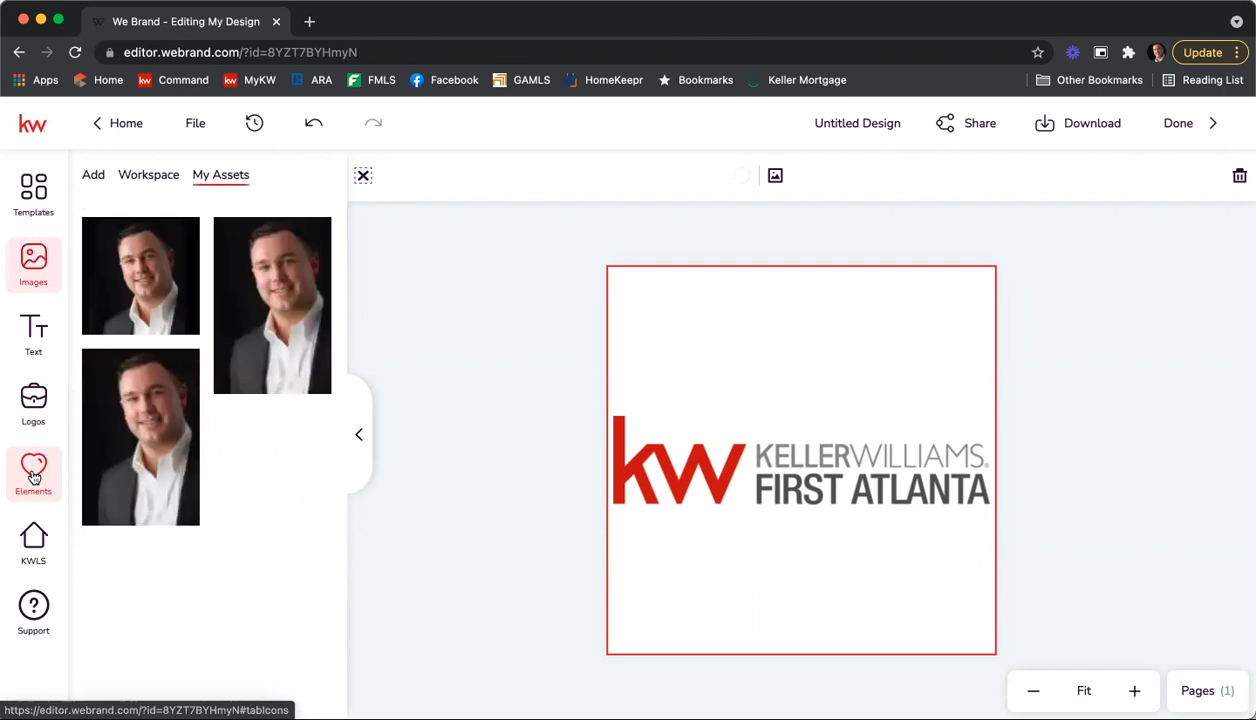 We Brand - Editing My Design
editor.webrand.com/?id=8YZT7BYHmyN
Update
Apps
Home
kw Command
kw MyKW
ARA
FMLS
Facebook
GAMLS
HomeKeepr
Bookmarks
Keller Mortgage
Other Bookmarks
Reading List
kw
Home
File
Untitled Design
Share
Download
Done
Templates
Images
Text
Logos
Elements
KWLS
Support
Add
Workspace
My Assets
kw KELLERWILLIAMS®
FIRST ATLANTA
Fit
Pages (1)
https://editor.webrand.com/?id=8YZT7BYHmyN#tabIcons